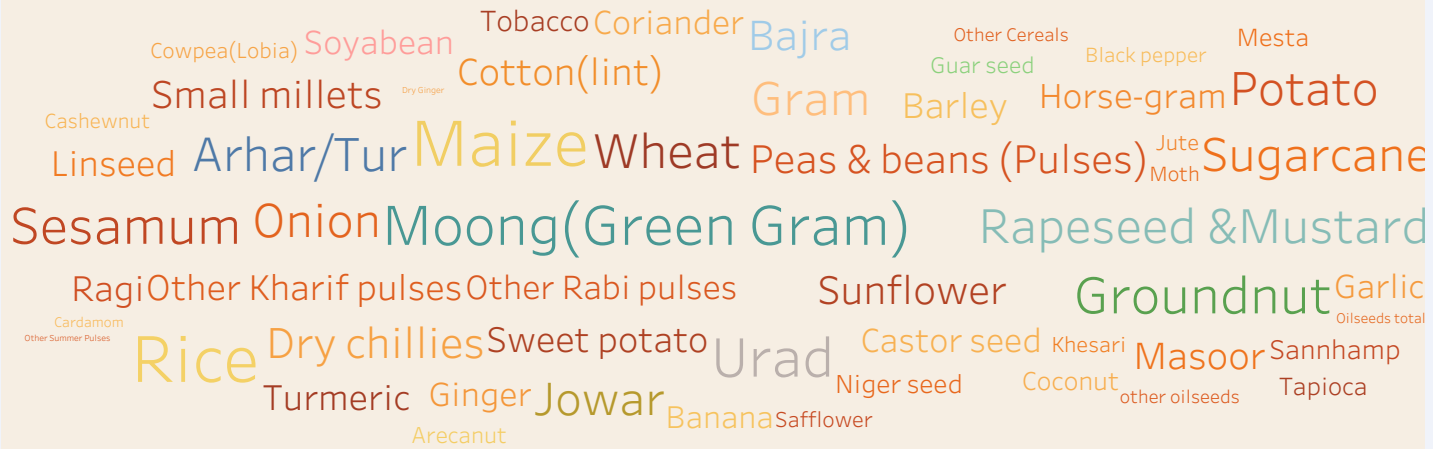 Tobacco Coriander Bajra
Cowpea(Lobia) Soyabean Other Cereals Mesta
Cotton(lint) Guar seed Black pepper
Small millets Dry Ginger Gram Barley Horse-gram Potato
Cashewnut
Linseed Arhar/Tur Maize Wheat Peas & beans (Pulses) Jute Sugarcane
Moth
Sesamum Onion Moong(Green Gram) Rapeseed &Mustard
Ragi Other Kharif pulses Other Rabi pulses Sunflower Groundnut Garlic
Cardamom Oilseeds total
Other Summer Pulses
Rice Dry chillies Sweet potato Urad Castor seed Khesari Masoor Sannhamp
Turmeric Ginger Jowar Niger seed Coconut other oilseeds Tapioca
Banana Safflower
Arecanut